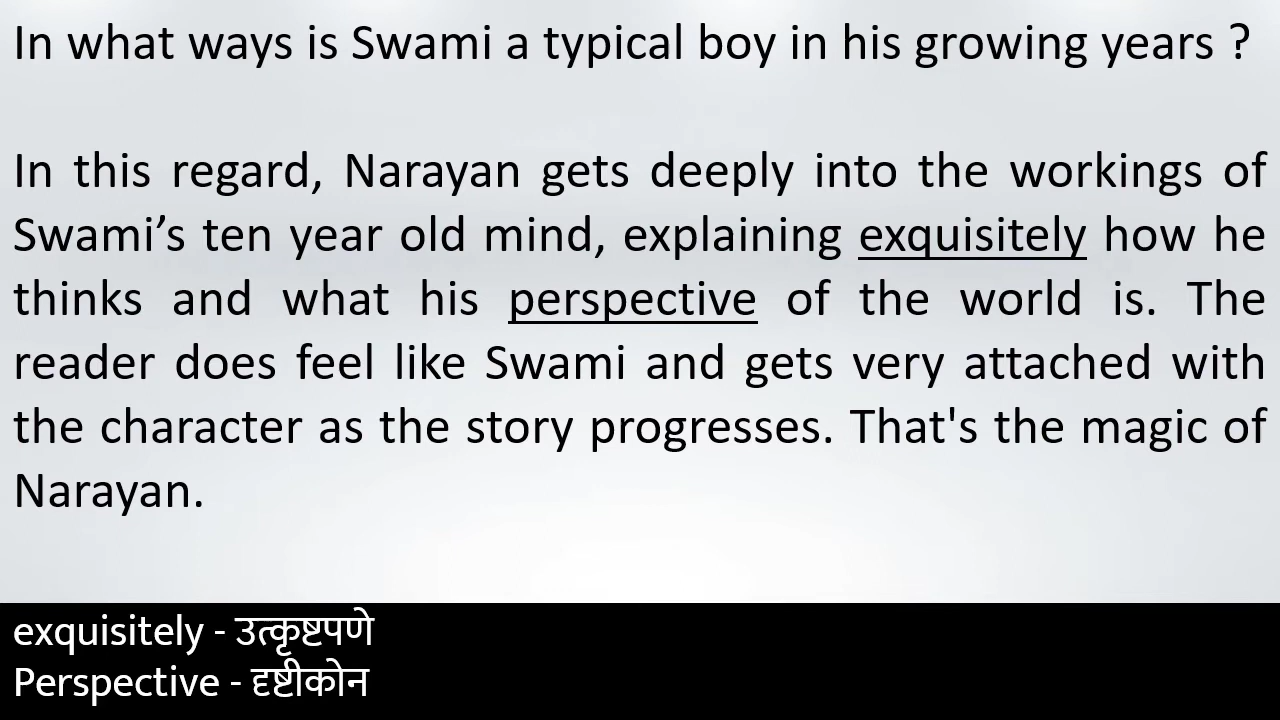 In what ways is Swami a typical boy in his growing years ?
In this regard, Narayan gets deeply into the workings of
Swami’s ten year old mind, explaining exquisitely how he
thinks and what his perspective of the world is. The
reader does feel like Swami and gets very attached with
the character as the story progresses. That's the magic of
Narayan.
exquisitely - उत्कृष्टपणे
Perspective - दृष्टीकोन